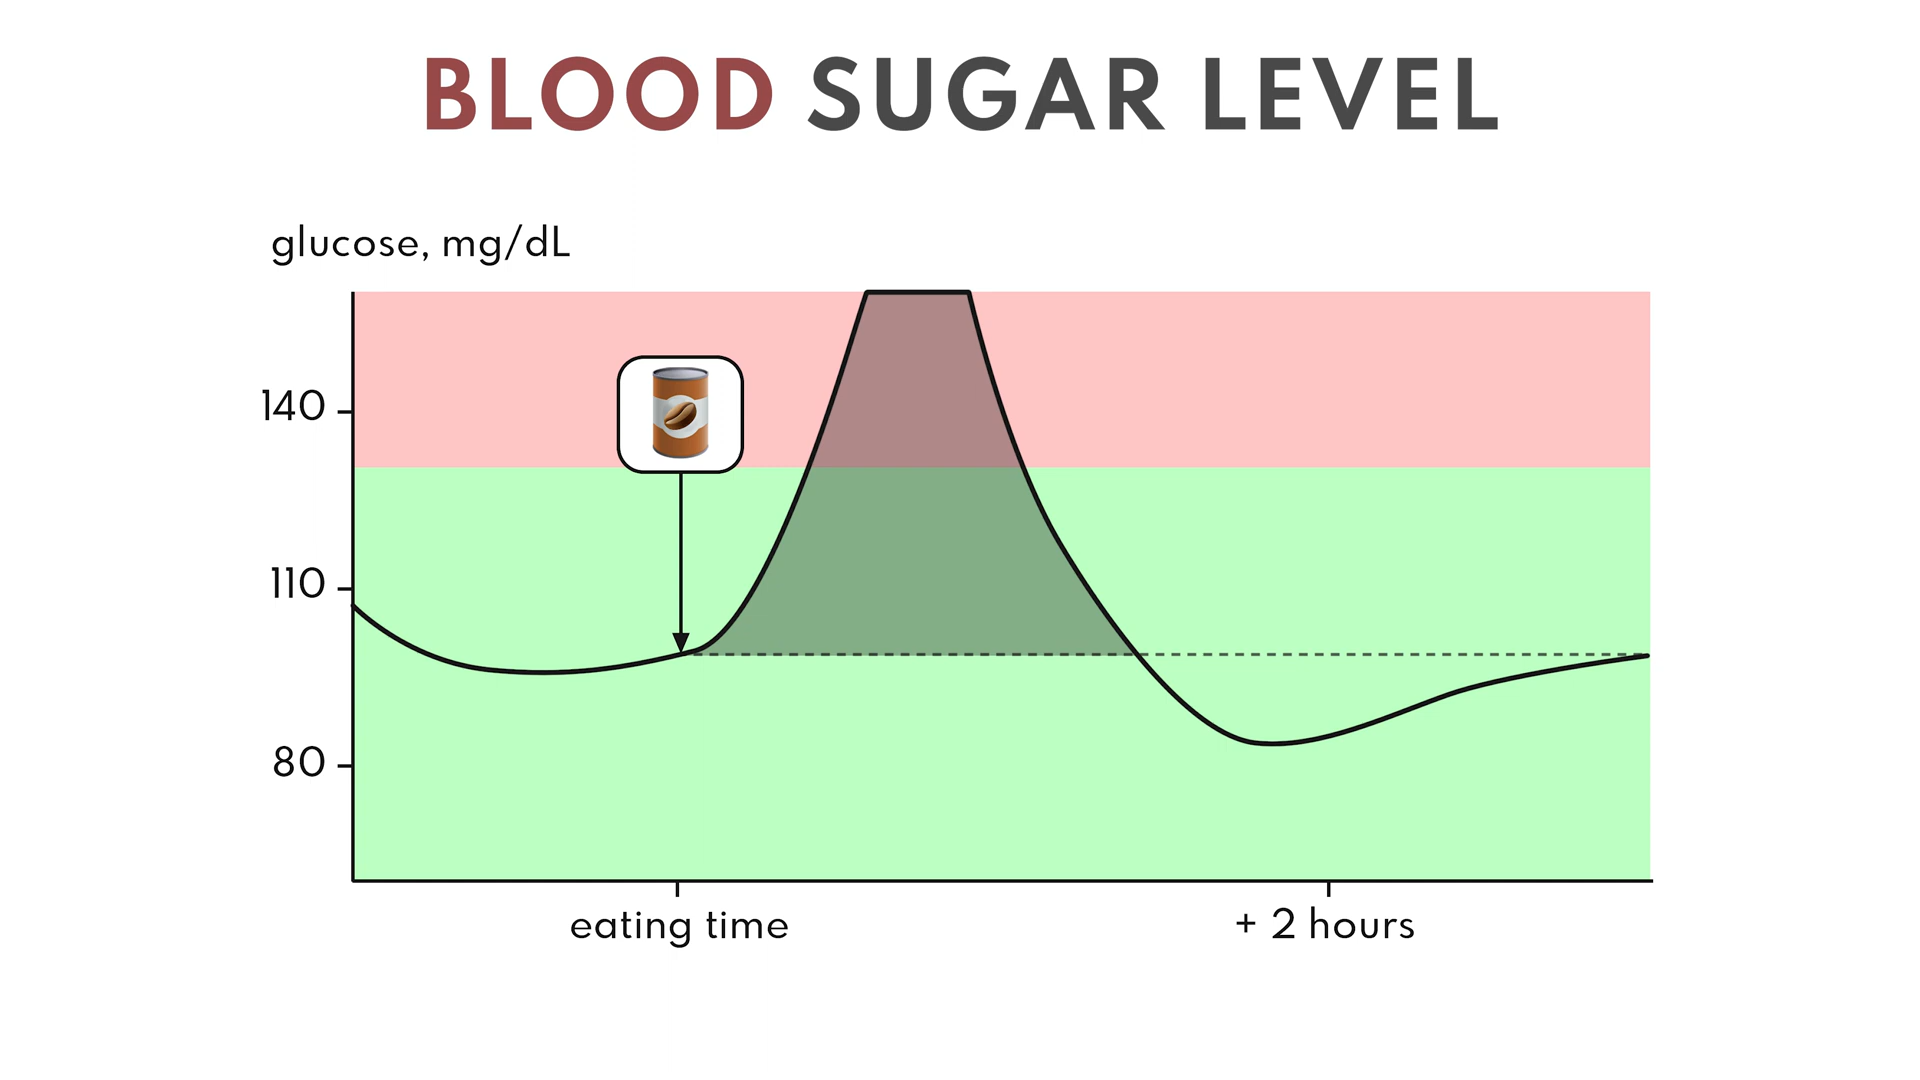 BLOOD SUGAR LEVEL
glucose, mg/dL
140
110
80
eating time
+ 2 hours